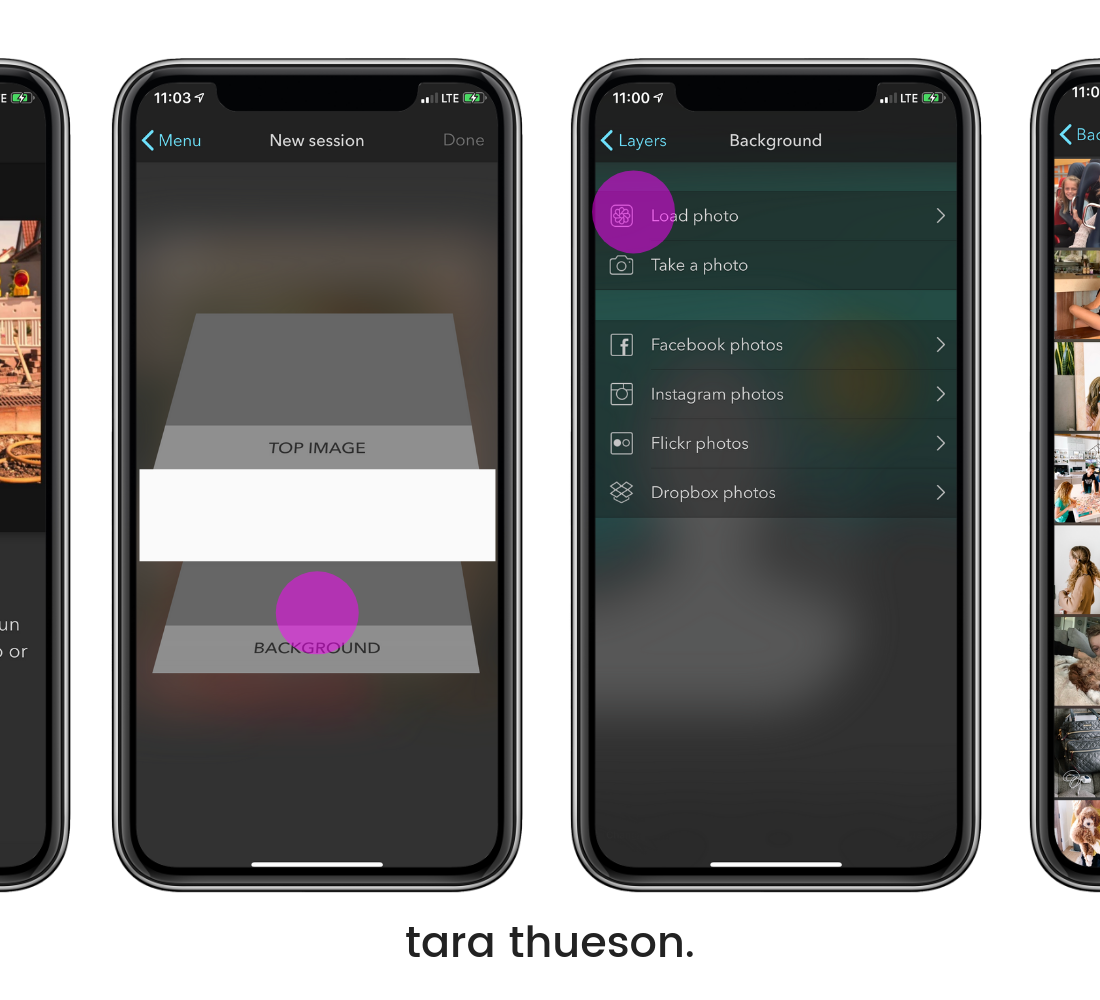 E
un
o or
11:03
LTE
Menu
New session
Done
TOP IMAGE
BACKGROUND
11:00
LTE
Layers
Background
Load photo
Take a photo
Facebook photos
Instagram photos
Flickr photos
Dropbox photos
11:0
Bac
tara thueson.